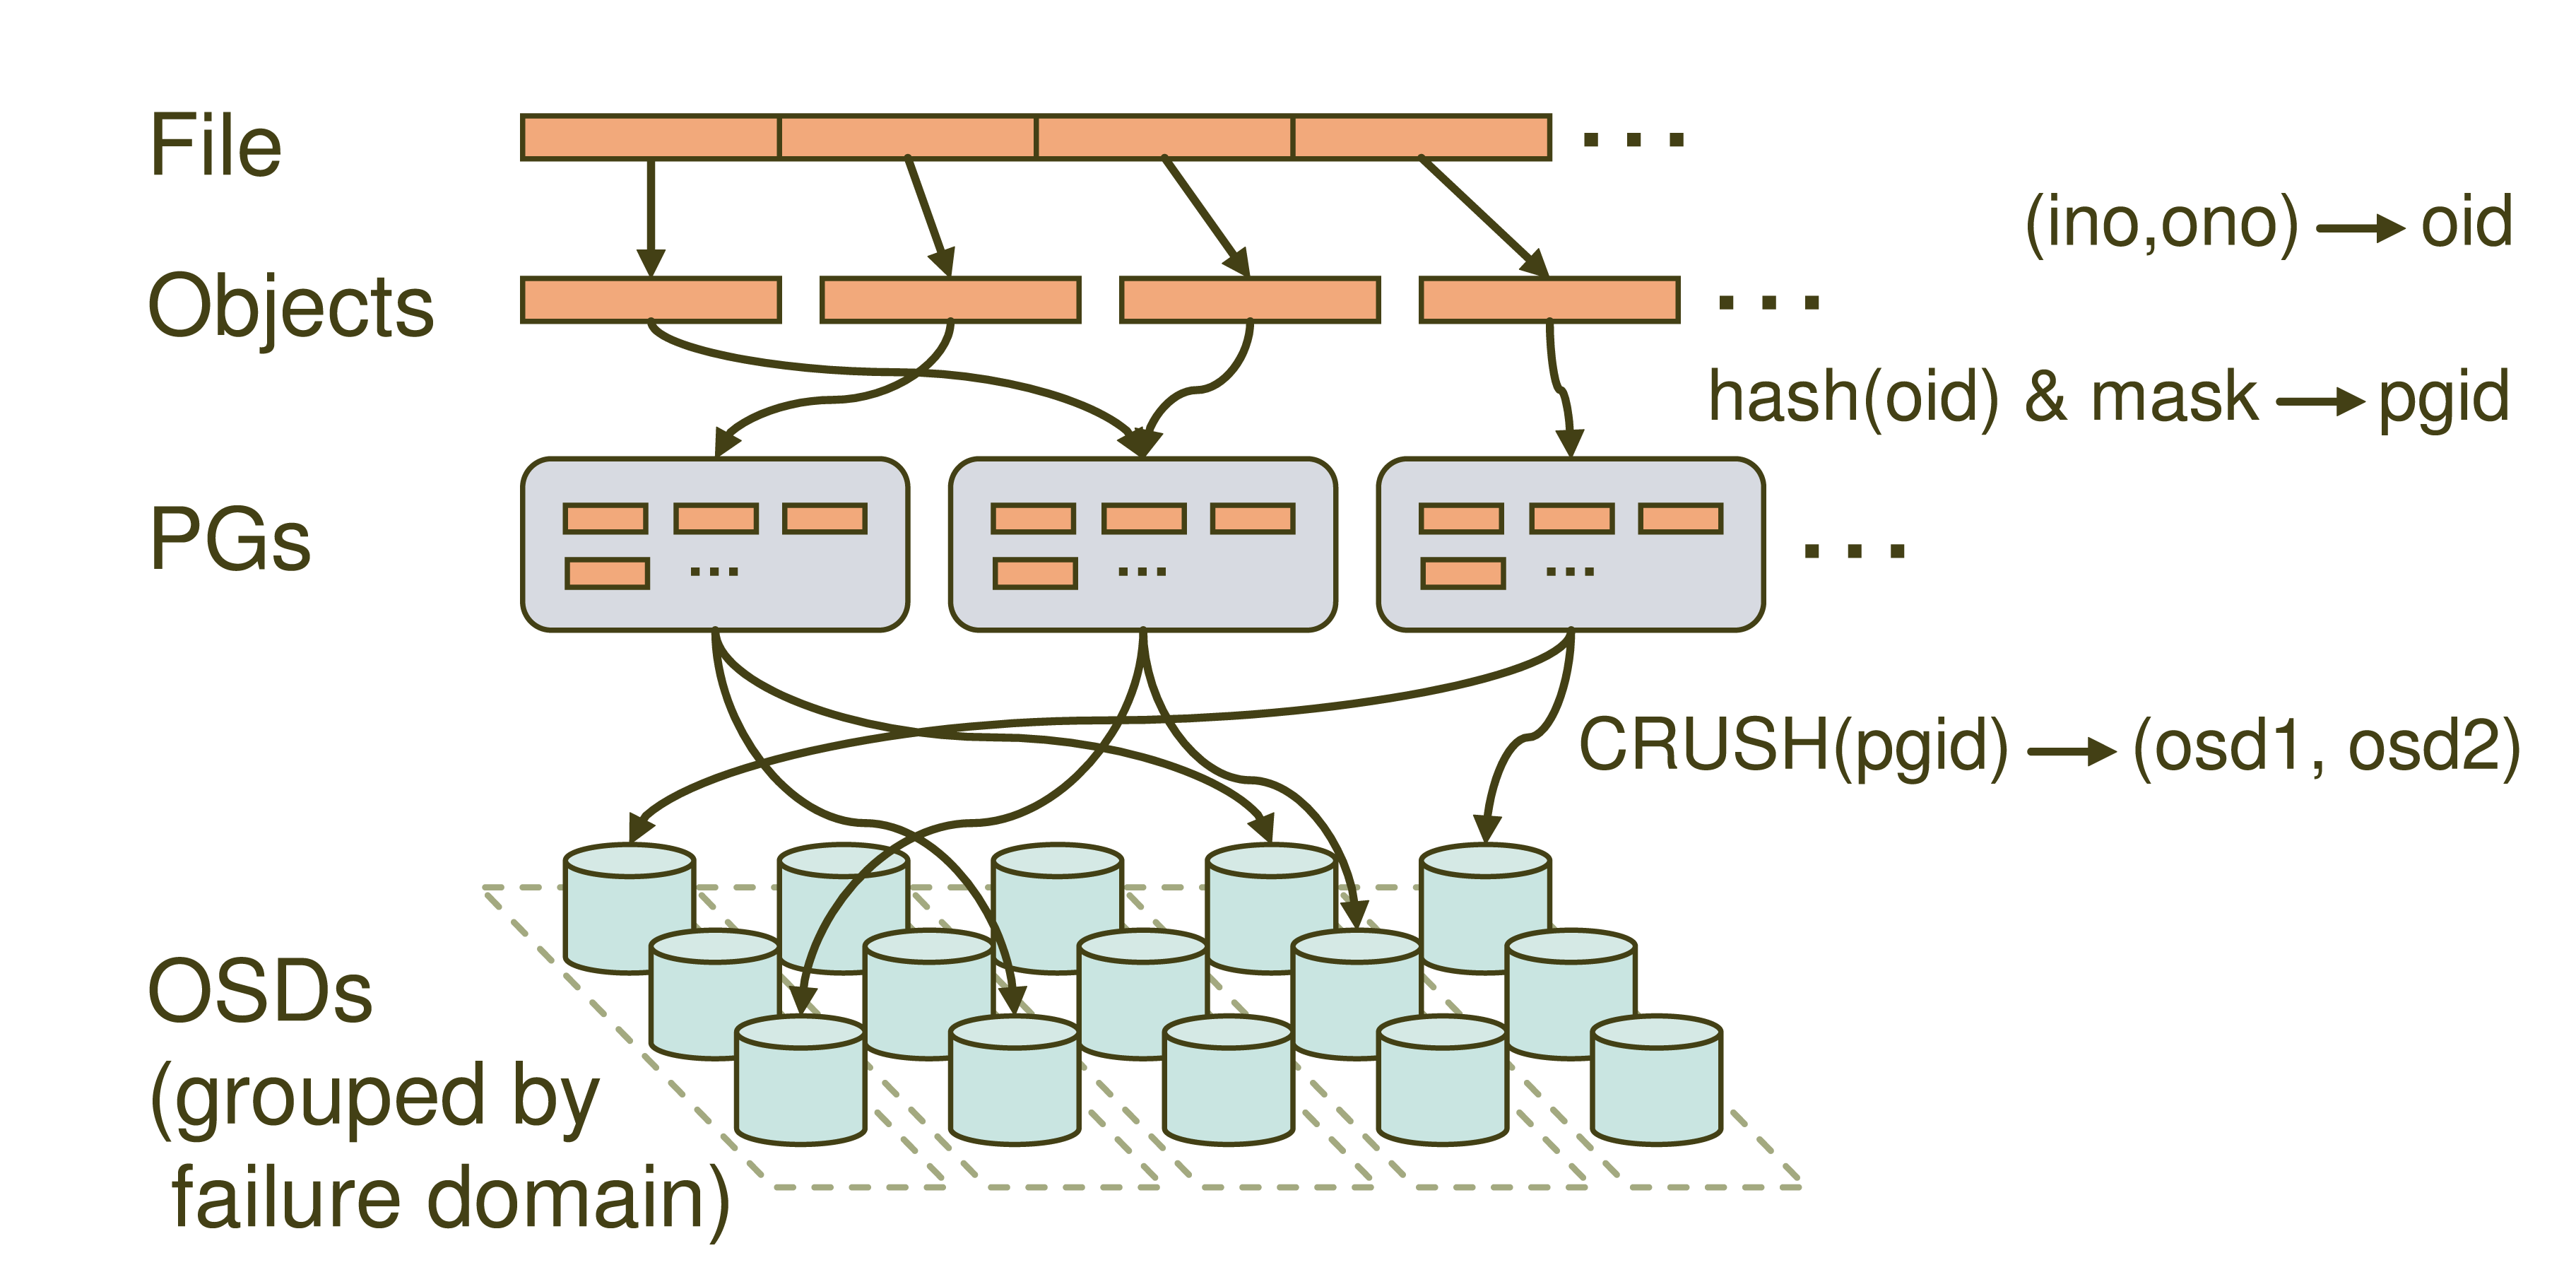 File
(ino,ono) → oid
Objects
hash(oid) & mask → pgid
PGs
CRUSH(pgid) → (osd1, osd2)
OSDs
(grouped by
failure domain)